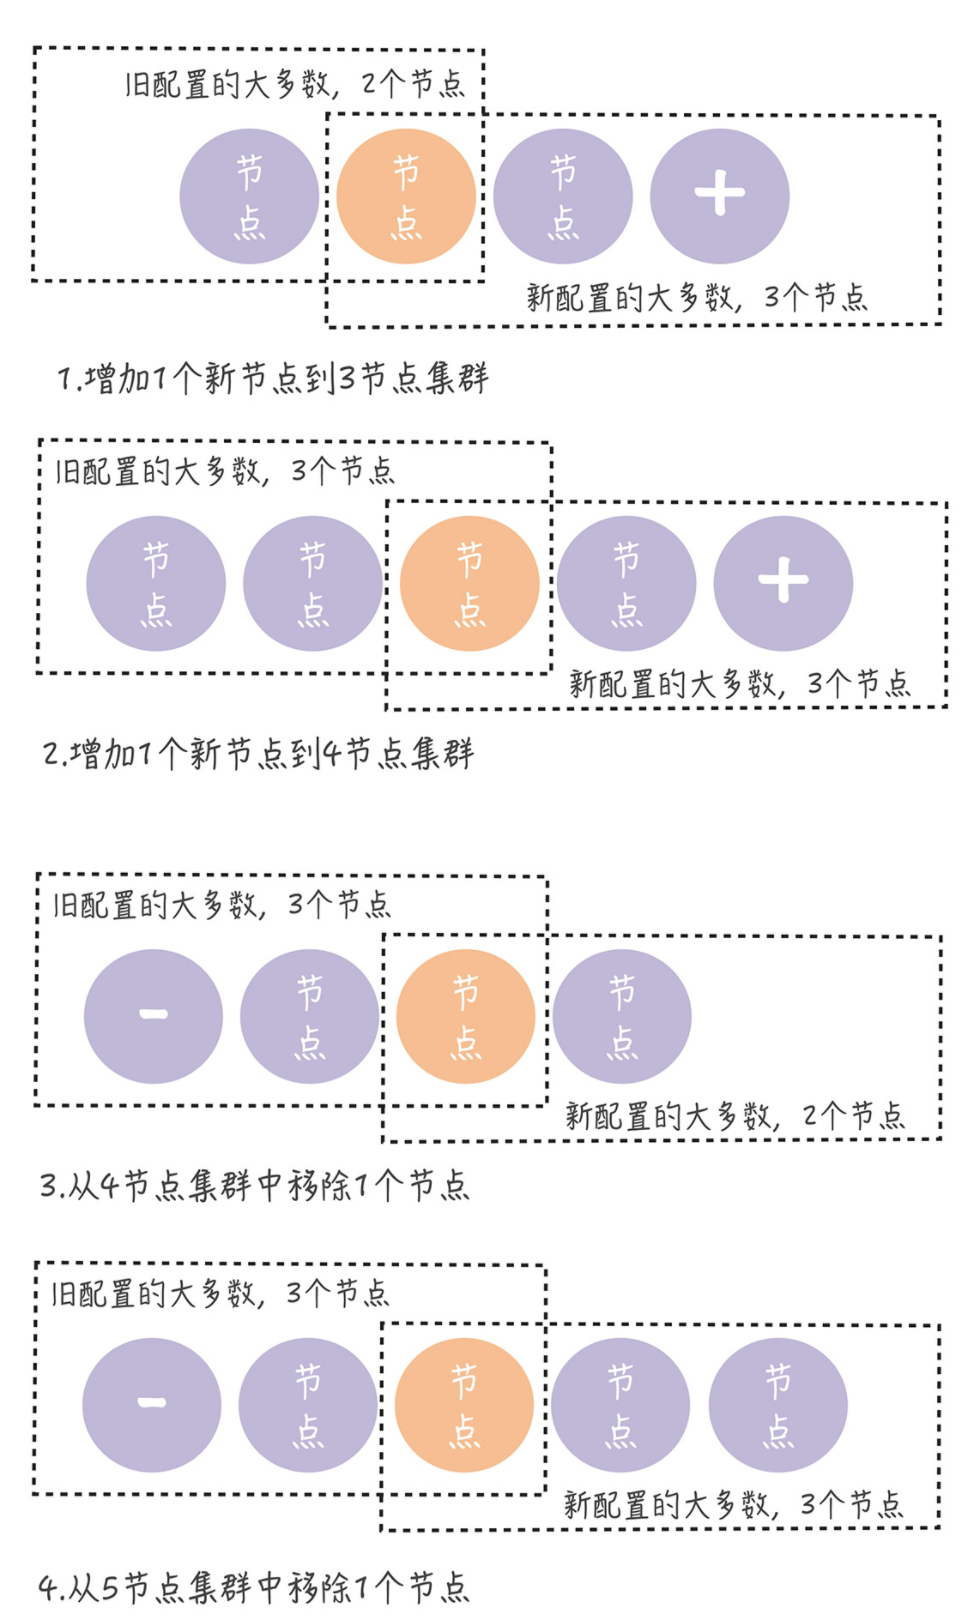 旧配置的大多数，2个节点
节点
节点
节点
+
新配置的大多数，3个节点
1.增加1个新节点到3节点集群
旧配置的大多数，3个节点
节点
节点
节点
节点
+
新配置的大多数，3个节点
2.增加1个新节点到4节点集群
旧配置的大多数，3个节点
-
节点
节点
节点
新配置的大多数，2个节点
3.从4节点集群中移除1个节点
旧配置的大多数，3个节点
-
节点
节点
节点
节点
新配置的大多数，3个节点
4.从5节点集群中移除1个节点